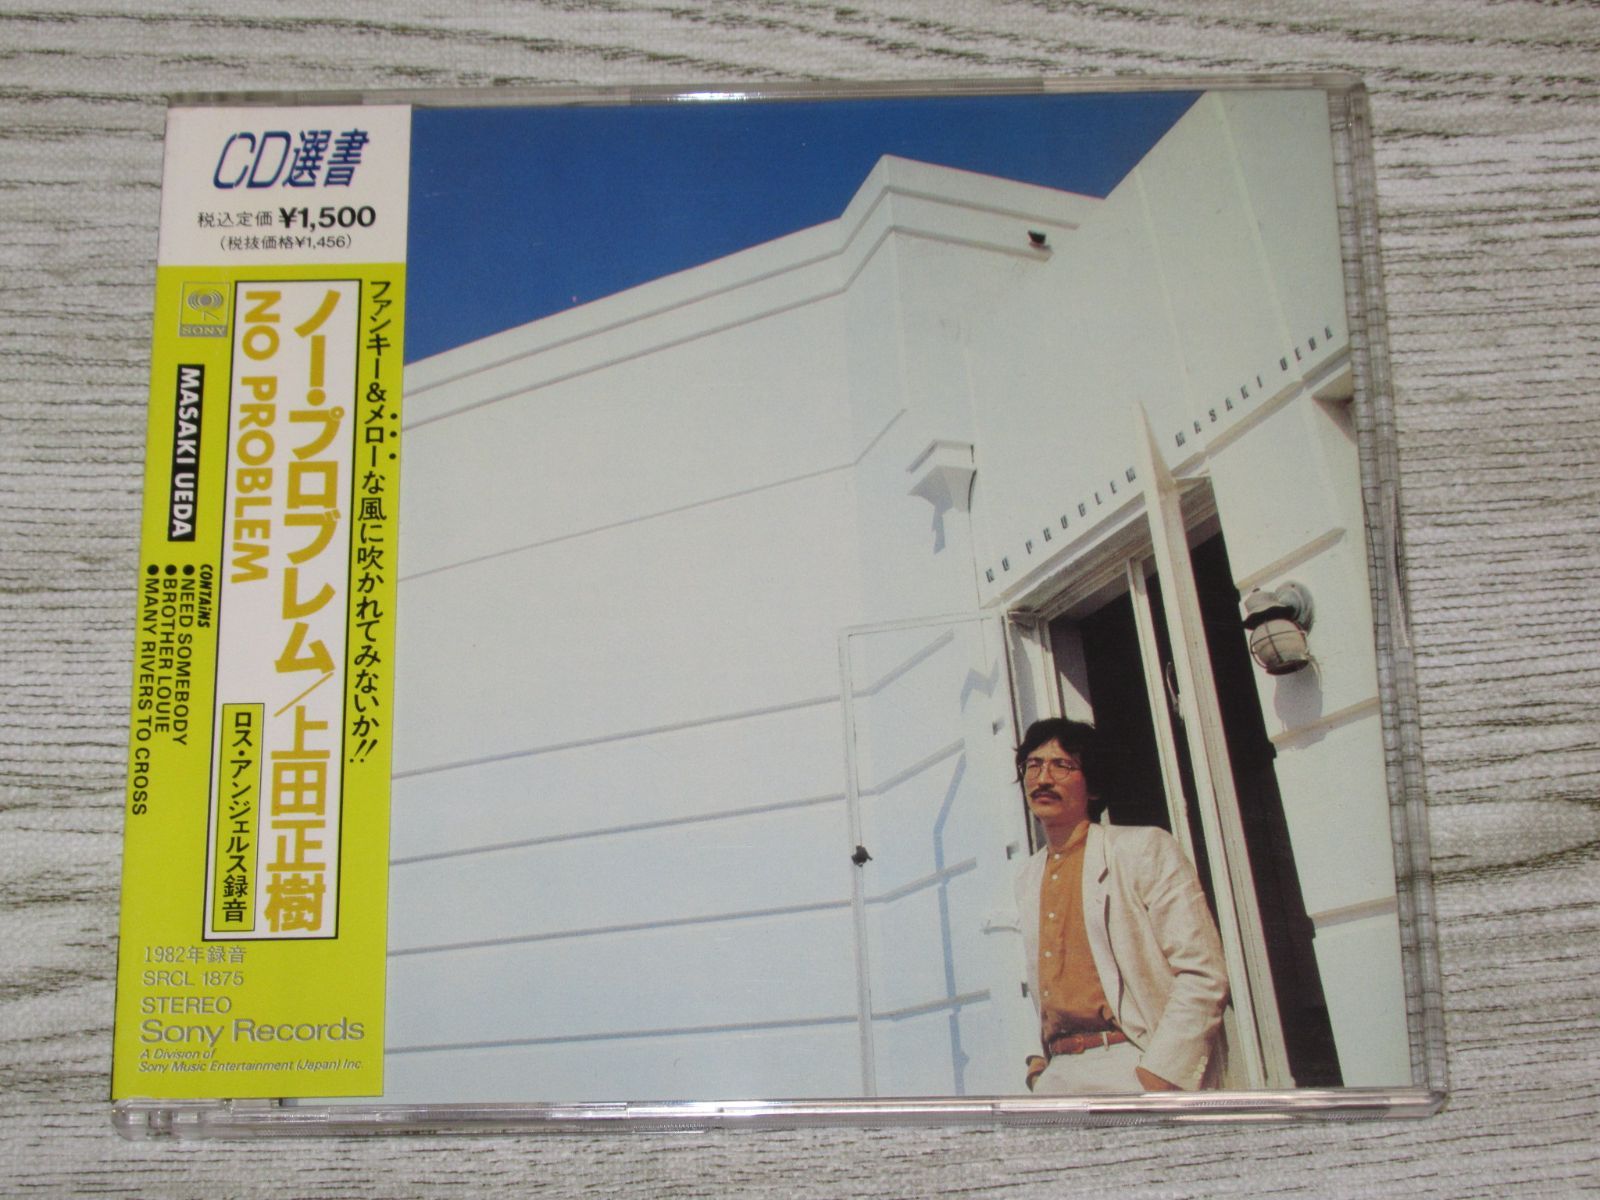 CD選書
税込定価 ¥1,500
(税抜価格¥1,456)
ファンキー&メローな風に吹かれてみないか!!
ノー・プロブレム/上田正樹
NO PROBLEM
ロス・アンジェルス録音
SONY
MASAKI UEDA
CONTAiNS
●NEED SOMEBODY
●BROTHER LOUIE
●MANY RIVERS TO CROSS
1982年録音
SRCL 1875
STEREO
Sony Records
A Division of
Sony Music Entertainment (Japan) Inc.
NO PROBLEM MASAKI UEDA